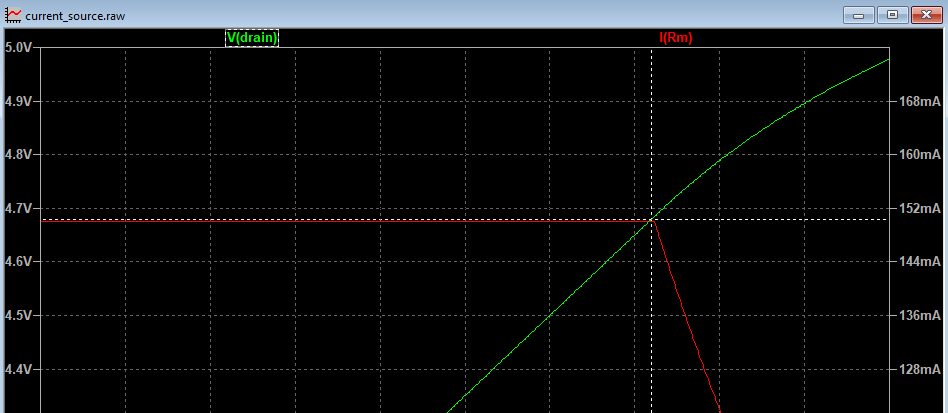 current_source.raw
V(drain) I(Rm)
5.0V
4.9V 168mA
4.8V 160mA
4.7V 152mA
4.6V 144mA
4.5V 136mA
4.4V 128mA